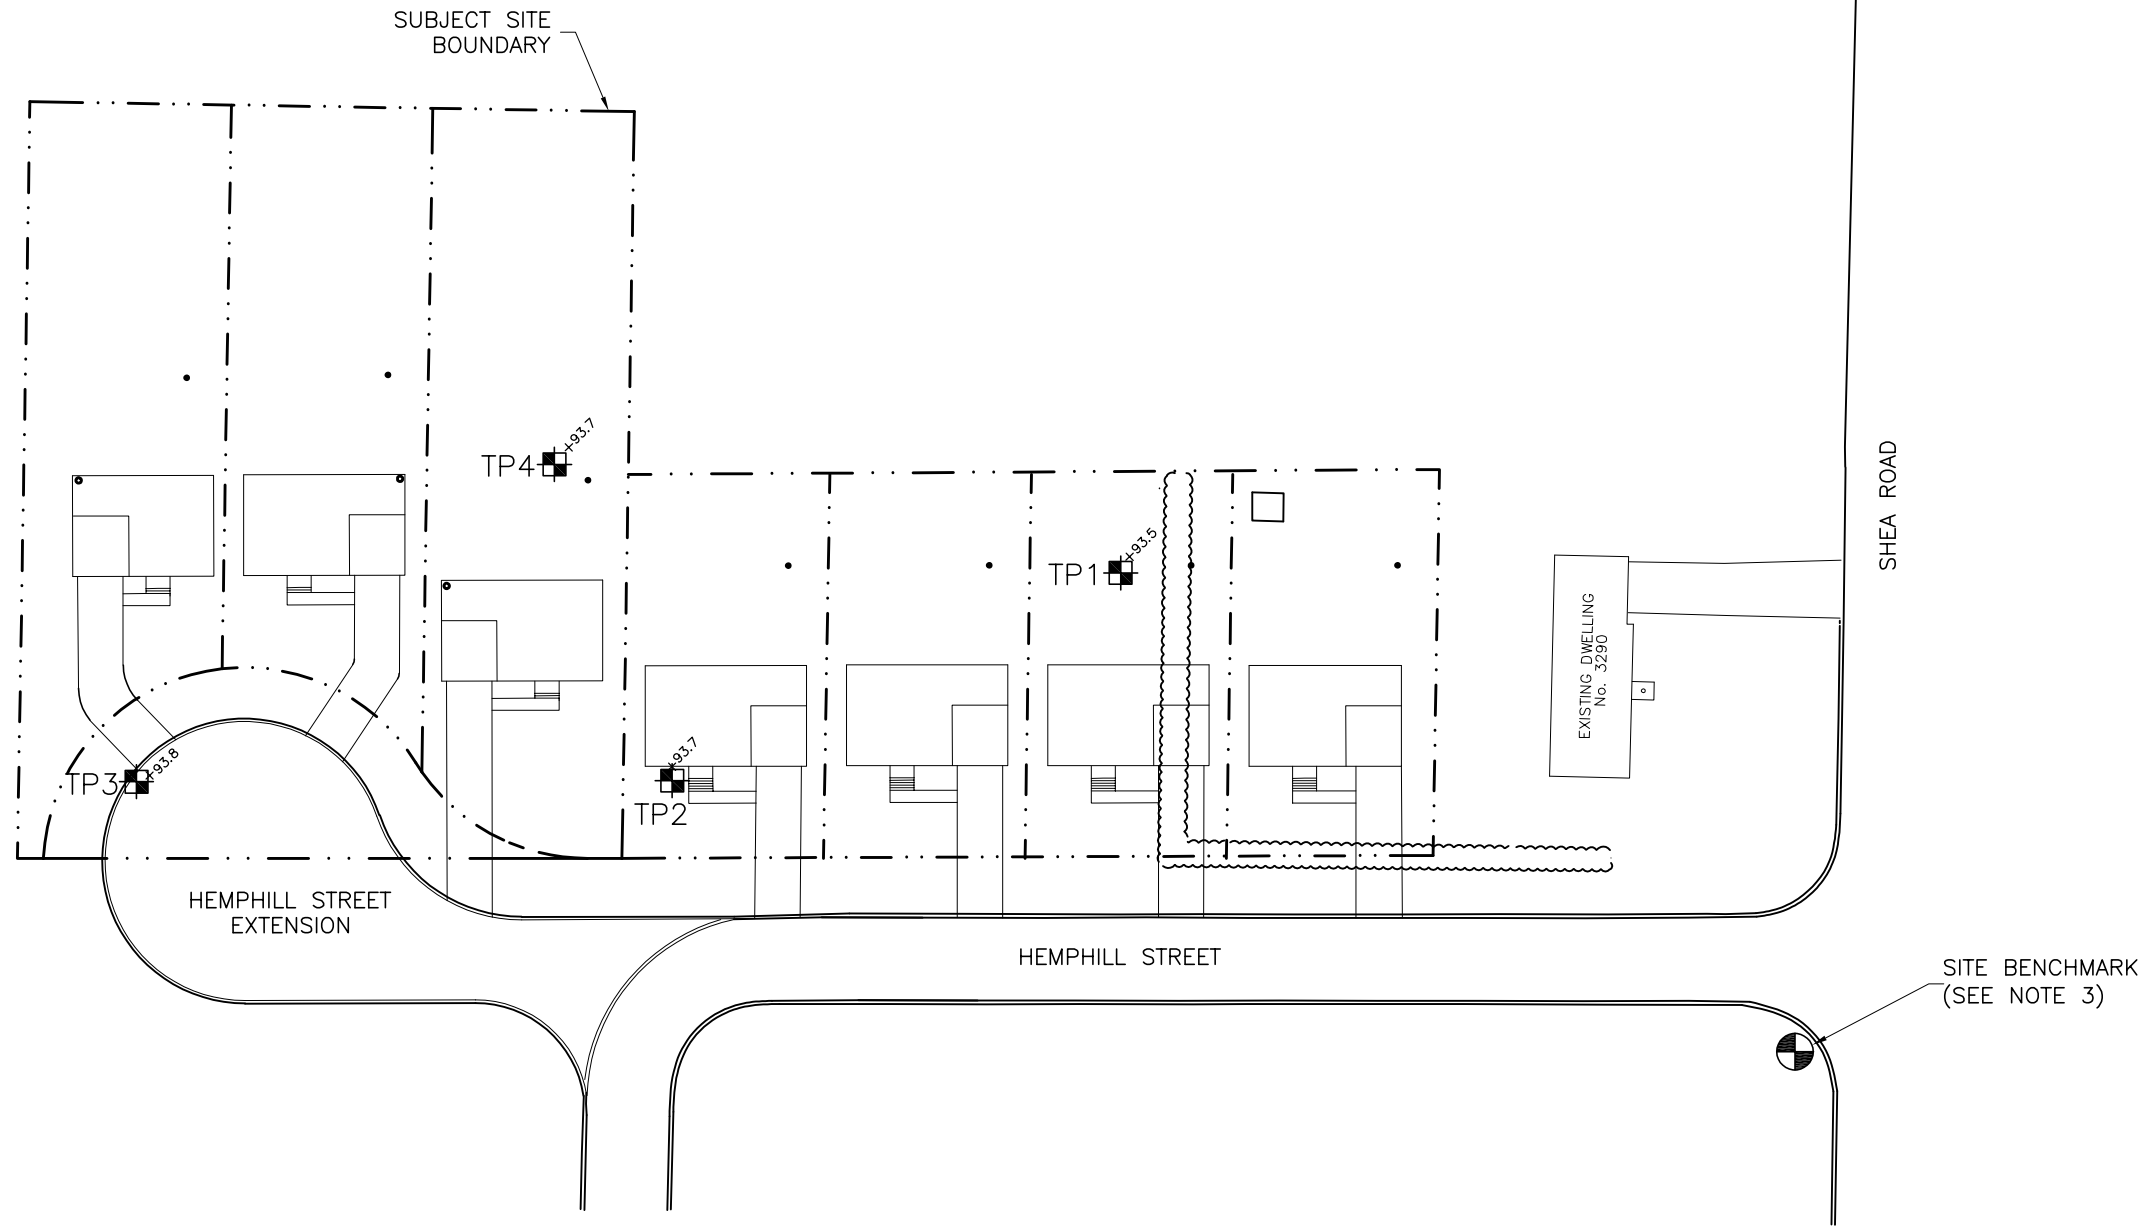 SUBJECT SITE
BOUNDARY
+93.7
TP4
SHEA ROAD
+93.5
TP1
EXISTING DWELLING
No. 3290
+93.8
TP3
+93.7
TP2
HEMPHILL STREET
EXTENSION
HEMPHILL STREET
SITE BENCHMARK
(SEE NOTE 3)